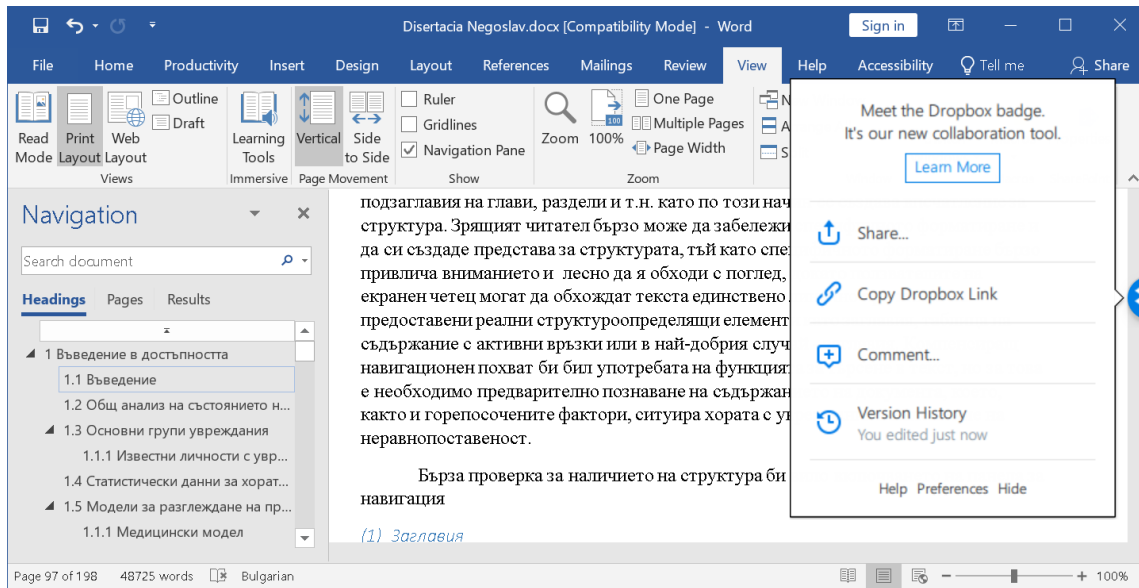 Disertacia Negoslav.docx [Compatibility Mode] - Word Sign in
File Home Productivity Insert Design Layout References Mailings Review View Help Accessibility Tell me Share
Read Mode
Print Layout
Web Layout
Outline
Draft
Views
Learning Tools
Immersive
Vertical
Side to Side
Page Movement
Ruler
Gridlines
Navigation Pane
Show
Zoom
100%
One Page
Multiple Pages
Page Width
Zoom
Navigation
Search document
Headings Pages Results
1 Въведение в достъпността
1.1 Въведение
1.2 Общ анализ на състоянието н...
1.3 Основни групи увреждания
1.1.1 Известни личности с увр...
1.4 Статистически данни за хорат...
1.5 Модели за разглеждане на пр...
1.1.1 Медицински модел
подзаглавия на глави, раздели и т.н. като по този нач
структура. Зрящият читател бързо може да забележи
да си създаде представа за структурата, тъй като спе
привлича вниманието и лесно да я обходи с поглед,
екранен четец могат да обхождат текста единствено
предоставени реални структуроопределящи елемент
съдържание с активни връзки или в най-добрия случ
навигационен похват би бил употребата на функция
е необходимо предварително познаване на съдържан
както и горепосочените фактори, ситуира хората с ув
неравнопоставеност.
Бърза проверка за наличието на структура би
навигация
(1) Заглавия
Meet the Dropbox badge.
It's our new collaboration tool.
Learn More
Share...
Copy Dropbox Link
Comment...
Version History
You edited just now
Help Preferences Hide
Page 97 of 198 48725 words Bulgarian 100%